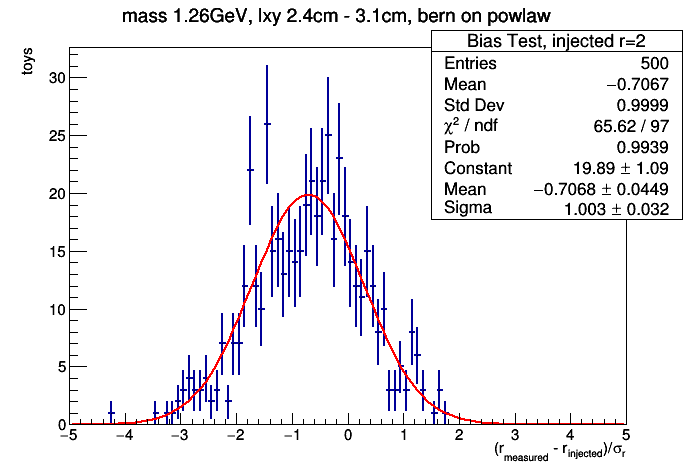 mass 1.26GeV, lxy 2.4cm - 3.1cm, bern on powlaw
Bias Test, injected r=2
Entries 500
Mean −0.7067
Std Dev 0.9999
χ² / ndf 65.62 / 97
Prob 0.9939
Constant 19.89 ± 1.09
Mean −0.7068 ± 0.0449
Sigma 1.003 ± 0.032
toys
30
25
20
15
10
5
0
−5 −4 −3 −2 −1 0 1 2 3 4 5
(r_measured - r_injected)/σ_r